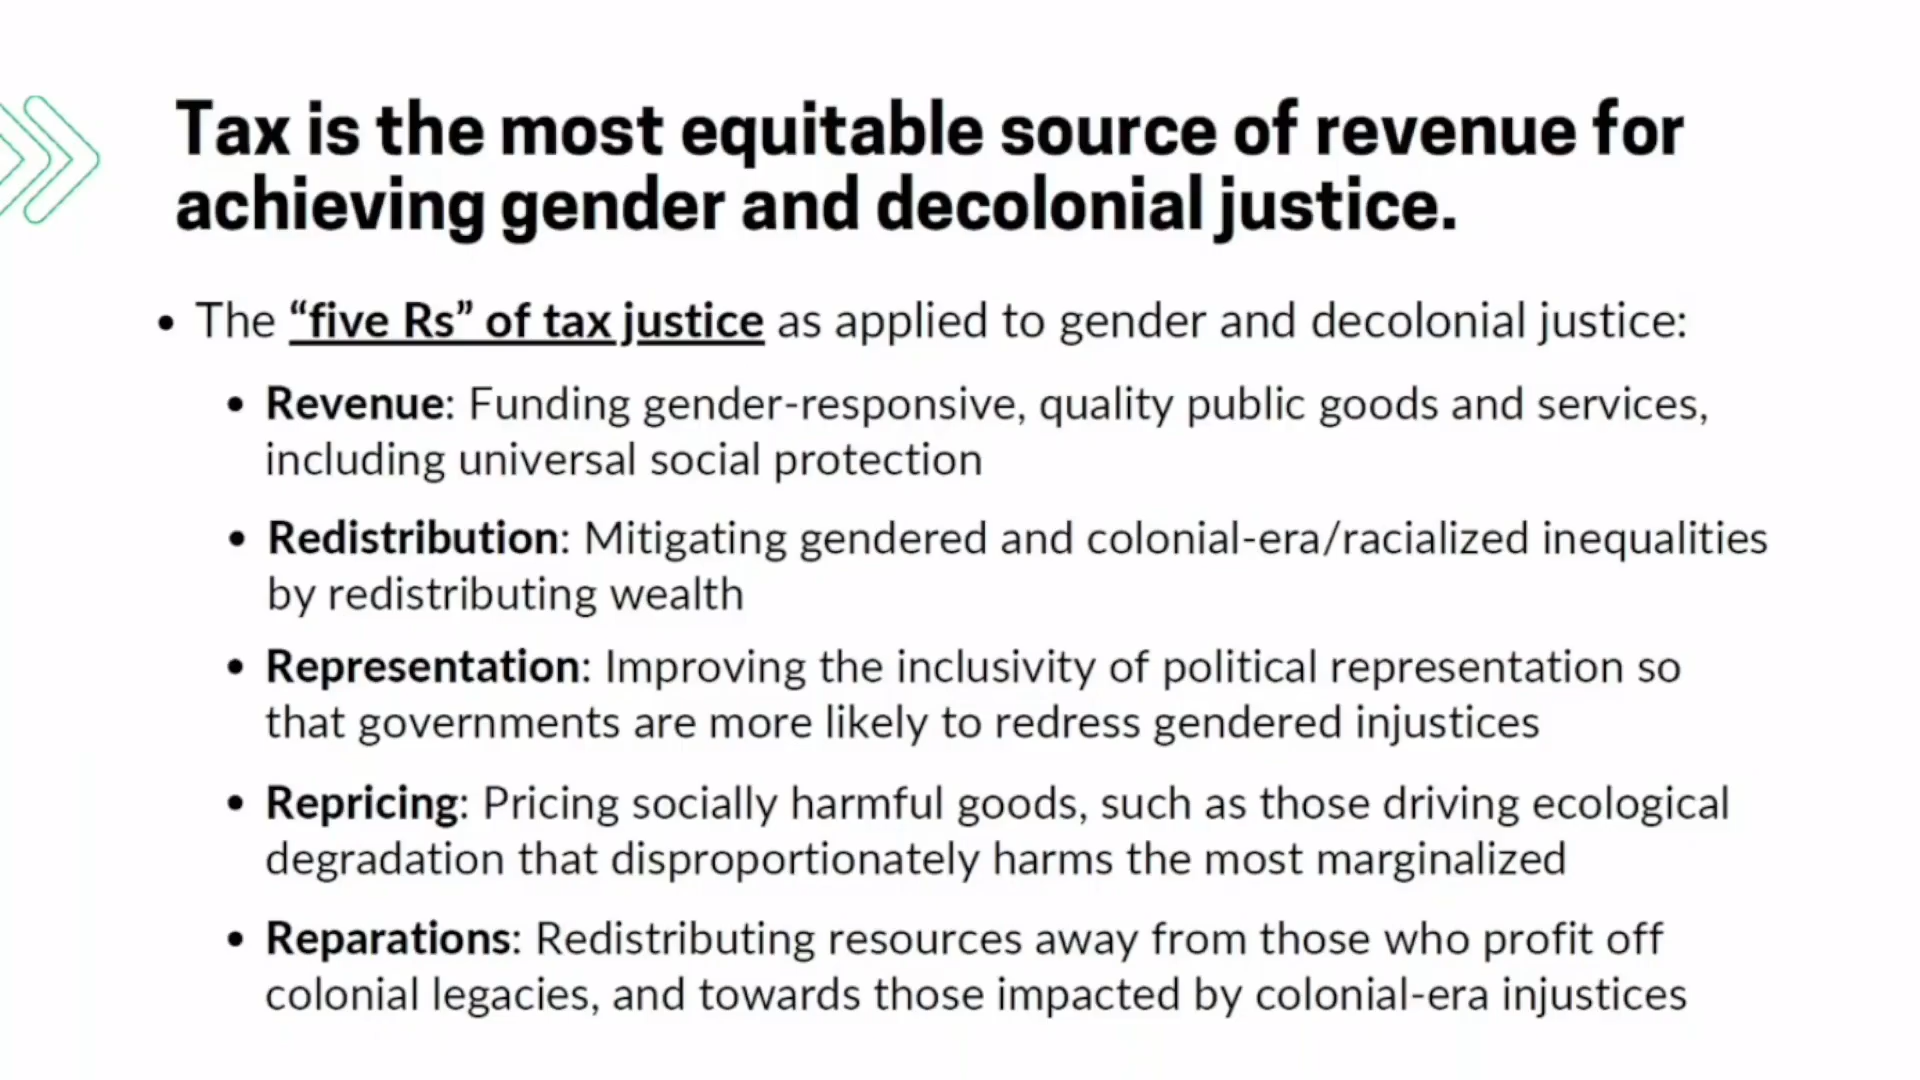 Tax is the most equitable source of revenue for
achieving gender and decolonial justice.
• The “five Rs” of tax justice as applied to gender and decolonial justice:
• Revenue: Funding gender-responsive, quality public goods and services,
including universal social protection
• Redistribution: Mitigating gendered and colonial-era/racialized inequalities
by redistributing wealth
• Representation: Improving the inclusivity of political representation so
that governments are more likely to redress gendered injustices
• Repricing: Pricing socially harmful goods, such as those driving ecological
degradation that disproportionately harms the most marginalized
• Reparations: Redistributing resources away from those who profit off
colonial legacies, and towards those impacted by colonial-era injustices